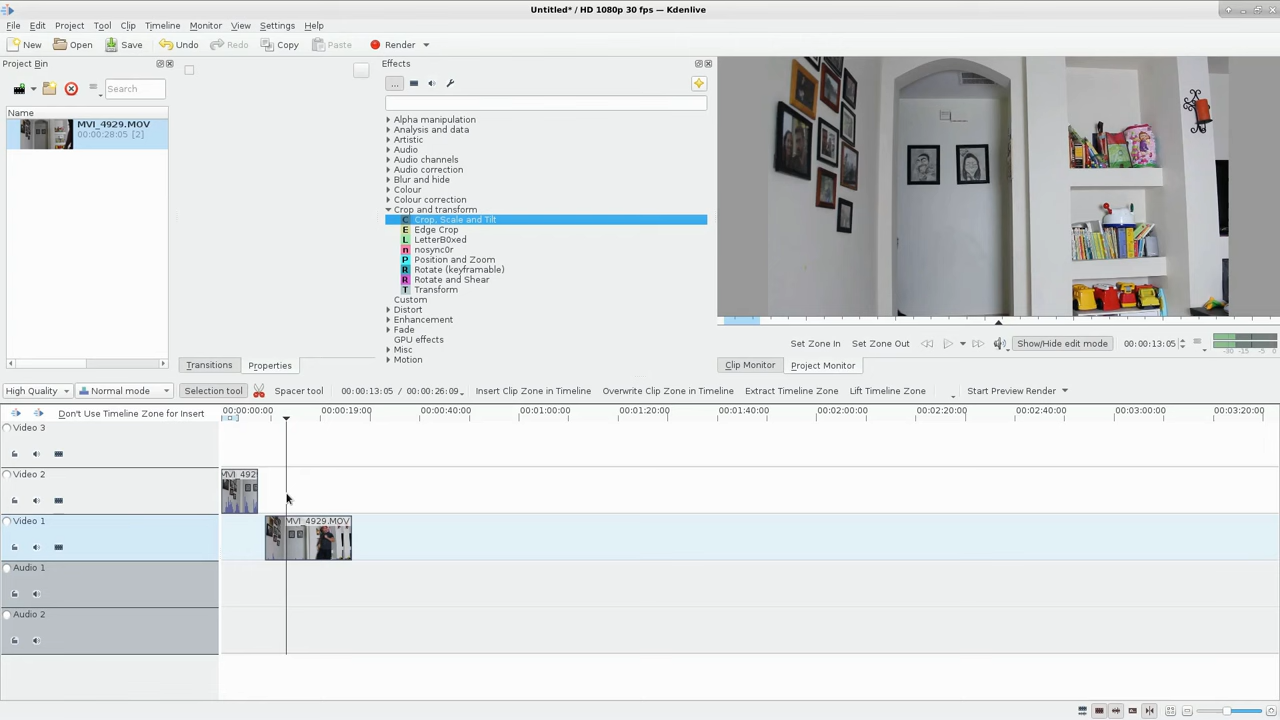 Untitled* / HD 1080p 30 fps — Kdenlive
File Edit Project Tool Clip Timeline Monitor View Settings Help
New Open Save Undo Redo Copy Paste Render
Project Bin
Search
Name
MVI_4929.MOV
00:00:28:05 [2]
Transitions Properties
Effects
...
Alpha manipulation
Analysis and data
Artistic
Audio
Audio channels
Audio correction
Blur and hide
Colour
Colour correction
Crop and transform
C Crop, Scale and Tilt
E Edge Crop
L LetterB0xed
n nosync0r
P Position and Zoom
R Rotate (keyframable)
R Rotate and Shear
T Transform
Custom
Distort
Enhancement
Fade
GPU effects
Misc
Motion
Set Zone In Set Zone Out Show/Hide edit mode 00:00:13:05
-30 -15 -5 0
Clip Monitor Project Monitor
High Quality Normal mode Selection tool Spacer tool 00:00:13:05 / 00:00:26:09 Insert Clip Zone in Timeline Overwrite Clip Zone in Timeline Extract Timeline Zone Lift Timeline Zone Start Preview Render
Don't Use Timeline Zone for Insert
00:00:00:00 00:00:19:00 00:00:40:00 00:01:00:00 00:01:20:00 00:01:40:00 00:02:00:00 00:02:20:00 00:02:40:00 00:03:00:00 00:03:20:00
Video 3
Video 2
MVI_492
Video 1
MVI_4929.MOV
Audio 1
Audio 2